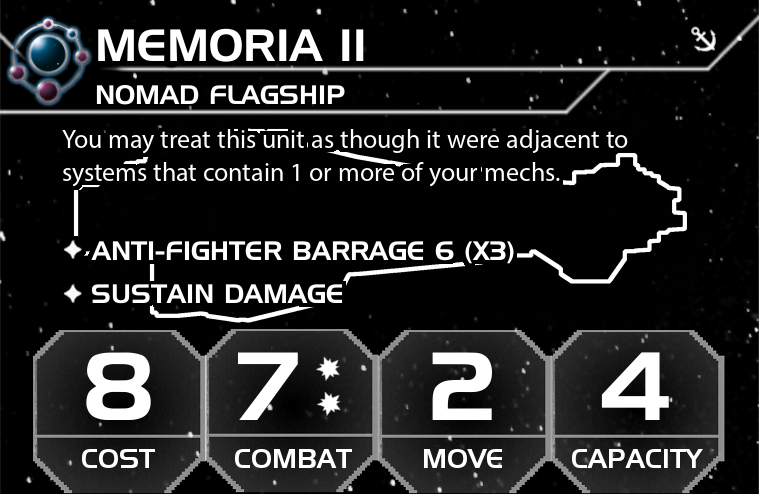 MEMORIA II
NOMAD FLAGSHIP
You may treat this unit as though it were adjacent to
systems that contain 1 or more of your mechs.
ANTI-FIGHTER BARRAGE 6 (X3)
SUSTAIN DAMAGE
8 7 2 4
COST COMBAT MOVE CAPACITY